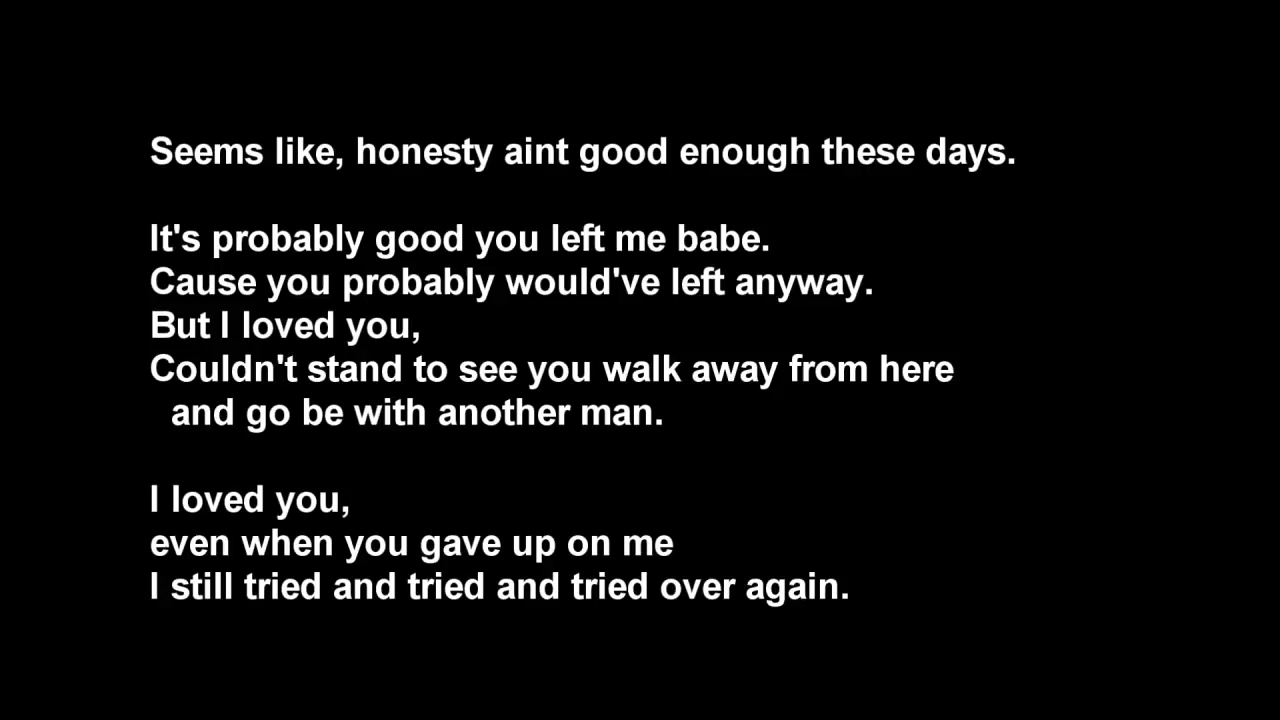 Seems like, honesty aint good enough these days.
It's probably good you left me babe.
Cause you probably would've left anyway.
But I loved you,
Couldn't stand to see you walk away from here
and go be with another man.
I loved you,
even when you gave up on me
I still tried and tried and tried over again.